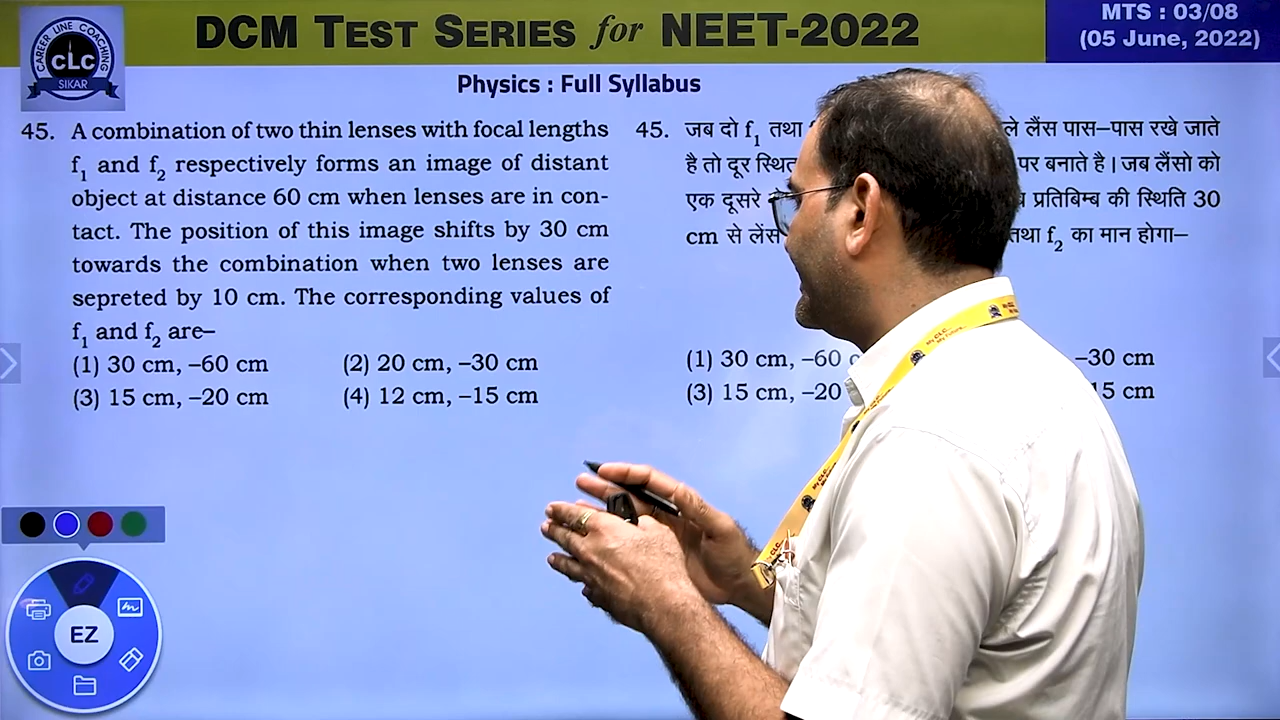 DCM TEST SERIES for NEET-2022
MTS : 03/08
(05 June, 2022)
CAREER LINE COACHING
CLC
SIKAR
Physics : Full Syllabus
45. A combination of two thin lenses with focal lengths
f1 and f2 respectively forms an image of distant
object at distance 60 cm when lenses are in con-
tact. The position of this image shifts by 30 cm
towards the combination when two lenses are
sepreted by 10 cm. The corresponding values of
f1 and f2 are–
(1) 30 cm, –60 cm (2) 20 cm, –30 cm
(3) 15 cm, –20 cm (4) 12 cm, –15 cm
45. जब दो f1 तथा ले लैंस पास–पास रखे जाते
है तो दूर स्थित पर बनाते है। जब लैंसो को
एक दूसरे प्रतिबिम्ब की स्थिति 30
cm से लेंस तथा f2 का मान होगा–
(1) 30 cm, –60 –30 cm
(3) 15 cm, –20 15 cm
EZ